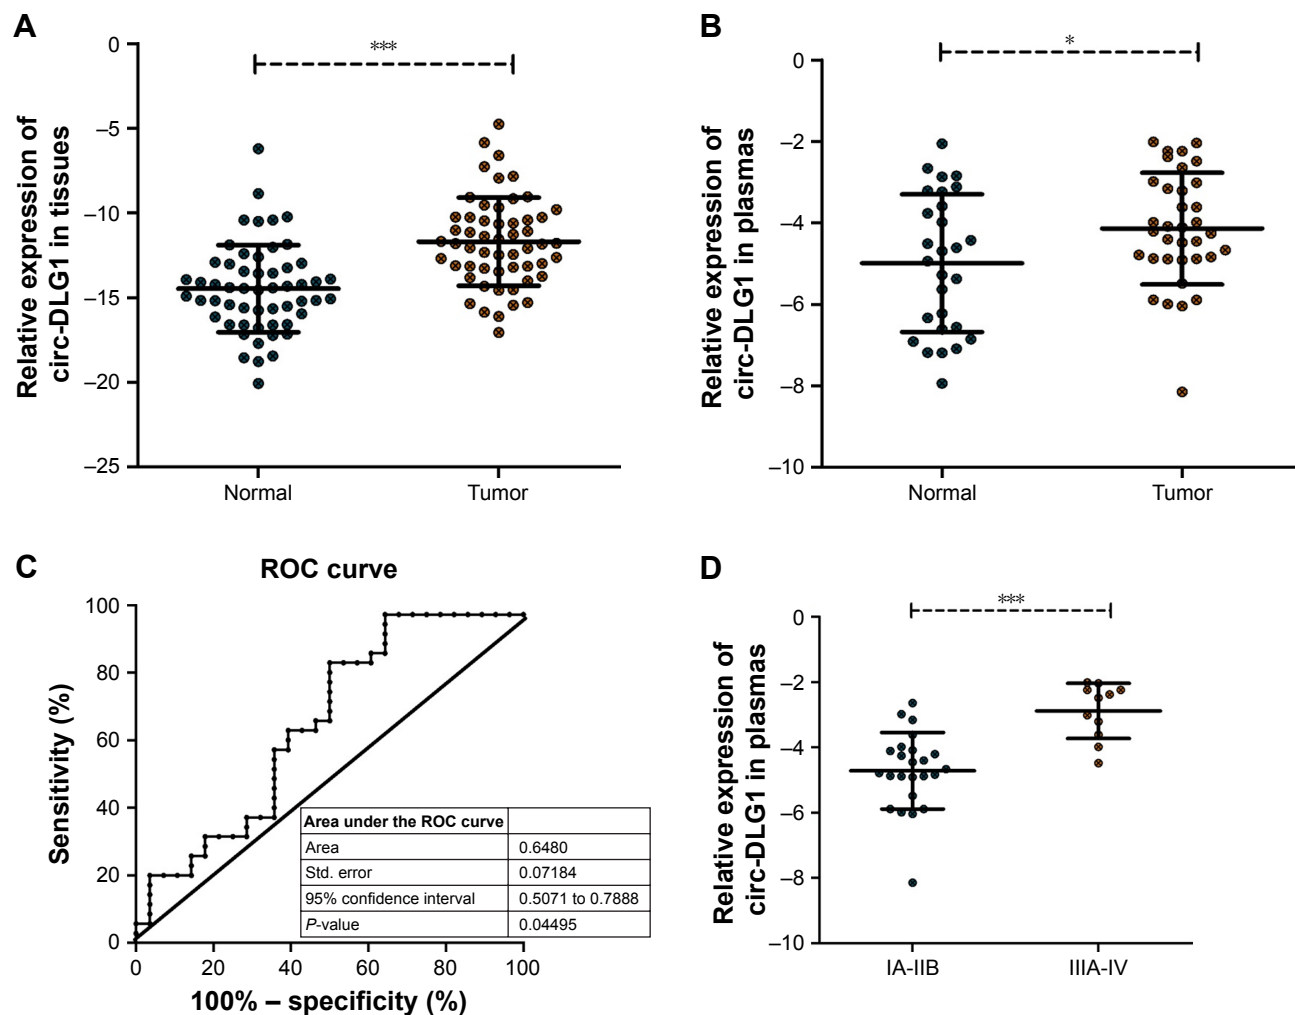 A
Relative expression of
circ-DLG1 in tissues
0
–5
–10
–15
–20
–25
***
Normal
Tumor
B
Relative expression of
circ-DLG1 in plasmas
0
–2
–4
–6
–8
–10
*
Normal
Tumor
C
ROC curve
Sensitivity (%)
100
80
60
40
20
0
Area under the ROC curve
Area 0.6480
Std. error 0.07184
95% confidence interval 0.5071 to 0.7888
P-value 0.04495
0 20 40 60 80 100
100% – specificity (%)
D
Relative expression of
circ-DLG1 in plasmas
0
–2
–4
–6
–8
–10
***
IA-IIB
IIIA-IV